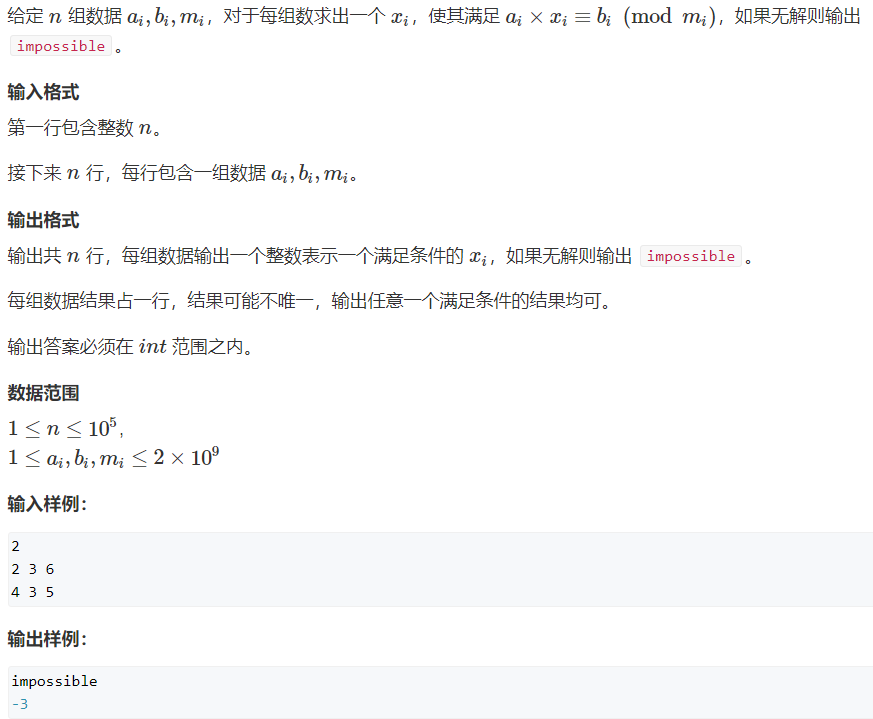 给定 n 组数据 a_i, b_i, m_i，对于每组数求出一个 x_i，使其满足 a_i × x_i ≡ b_i (mod m_i)，如果无解则输出
impossible 。
输入格式
第一行包含整数 n。
接下来 n 行，每行包含一组数据 a_i, b_i, m_i。
输出格式
输出共 n 行，每组数据输出一个整数表示一个满足条件的 x_i，如果无解则输出 impossible 。
每组数据结果占一行，结果可能不唯一，输出任意一个满足条件的结果均可。
输出答案必须在 int 范围之内。
数据范围
1 ≤ n ≤ 10^5,
1 ≤ a_i, b_i, m_i ≤ 2 × 10^9
输入样例：
2
2 3 6
4 3 5
输出样例：
impossible
-3